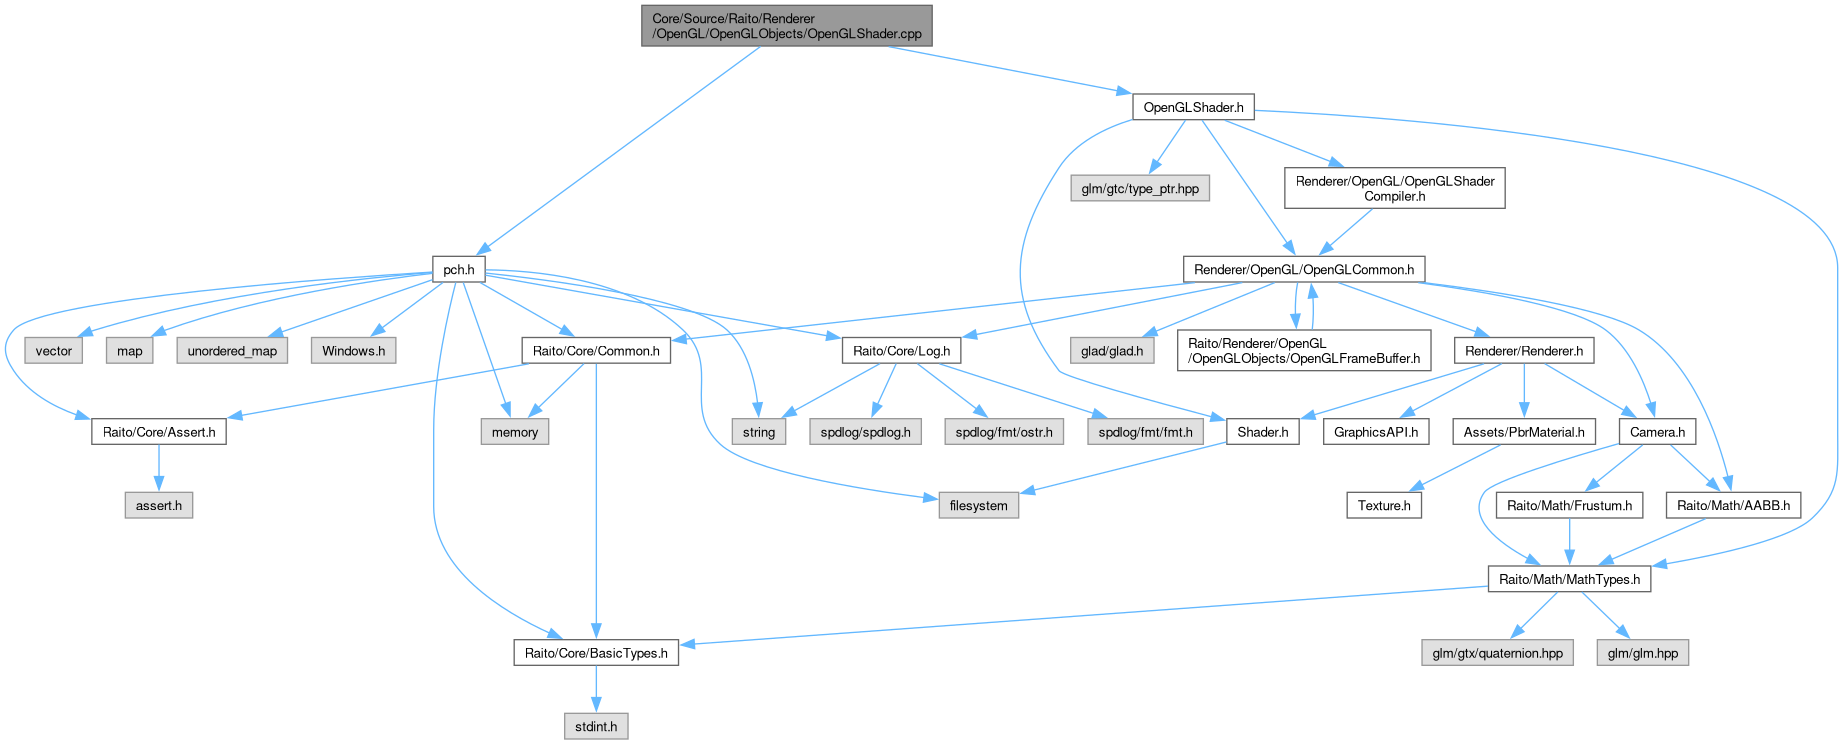 Core/Source/Raito/Renderer
/OpenGL/OpenGLObjects/OpenGLShader.cpp
OpenGLShader.h
glm/gtc/type_ptr.hpp
Renderer/OpenGL/OpenGLShader
Compiler.h
pch.h
Renderer/OpenGL/OpenGLCommon.h
vector
map
unordered_map
Windows.h
Raito/Core/Common.h
Raito/Core/Log.h
glad/glad.h
Raito/Renderer/OpenGL
/OpenGLObjects/OpenGLFrameBuffer.h
Renderer/Renderer.h
Raito/Core/Assert.h
memory
string
spdlog/spdlog.h
spdlog/fmt/ostr.h
spdlog/fmt/fmt.h
Shader.h
GraphicsAPI.h
Assets/PbrMaterial.h
Camera.h
assert.h
filesystem
Texture.h
Raito/Math/Frustum.h
Raito/Math/AABB.h
Raito/Math/MathTypes.h
Raito/Core/BasicTypes.h
glm/gtx/quaternion.hpp
glm/glm.hpp
stdint.h